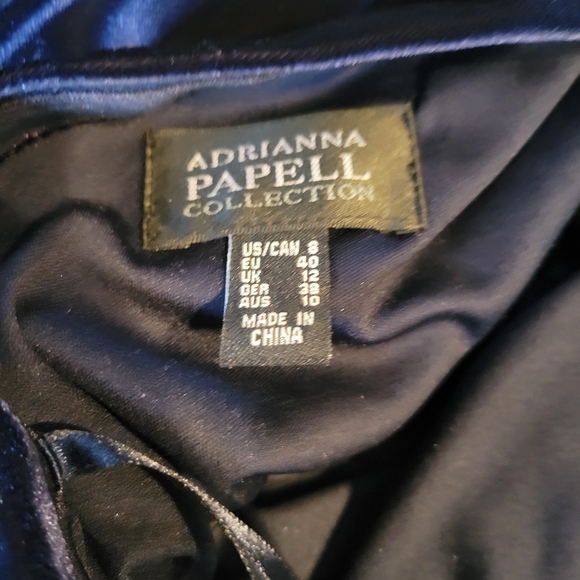 ADRIANNA
PAPELL
COLLECTION
US/CAN 8
EU 40
UK 12
GER 38
AUS 10
MADE IN
CHINA